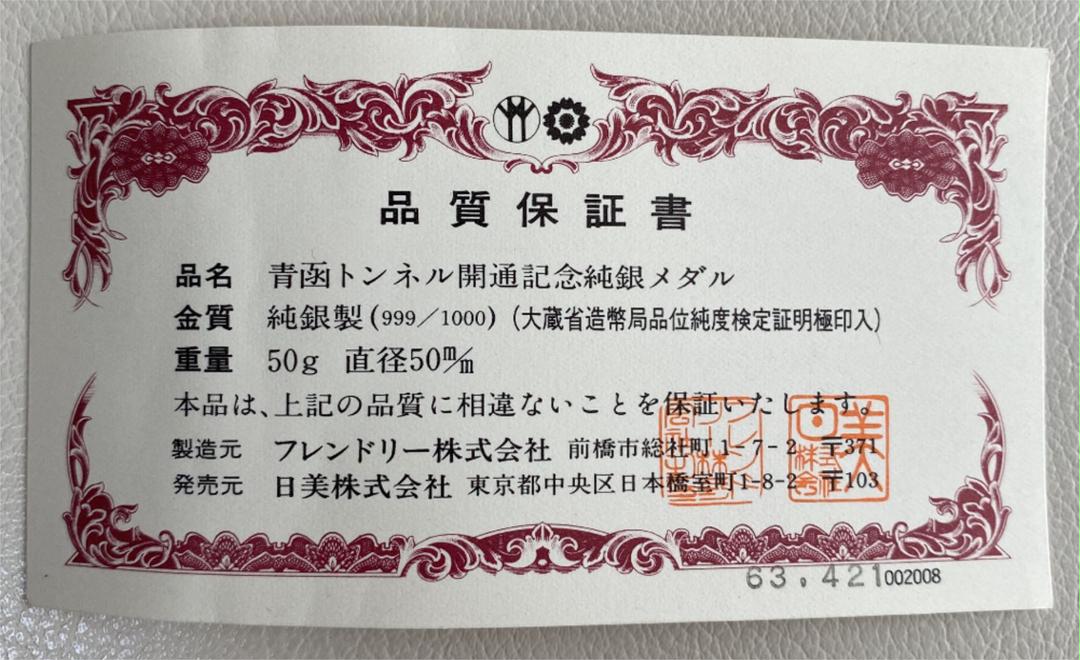 品質保証書
品名 青函トンネル開通記念純銀メダル
金質 純銀製(999/1000)(大蔵省造幣局品位純度検定証明極印入)
重量 50g 直径50m/m
本品は、上記の品質に相違ないことを保証いたします。
製造元 フレンドリー株式会社 前橋市総社町1-7-2 〒371
発売元 日美株式会社 東京都中央区日本橋室町1-8-2 〒103
63.421 002008